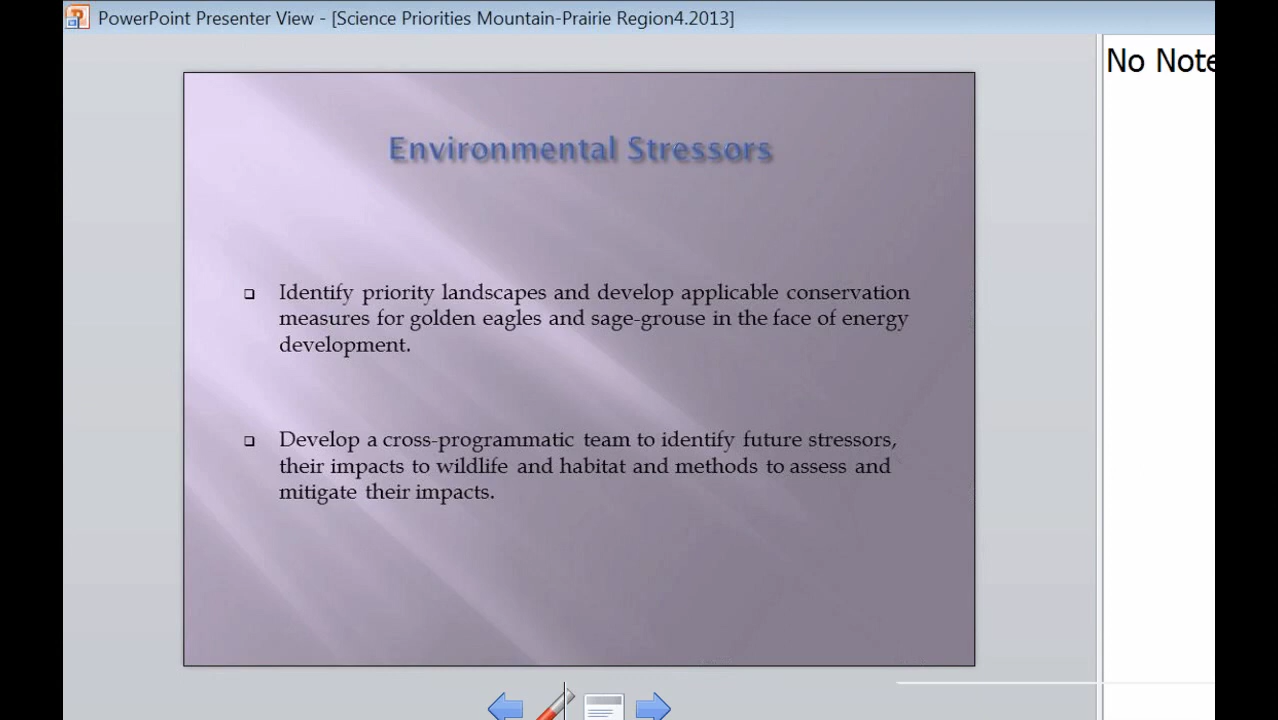 PowerPoint Presenter View - [Science Priorities Mountain-Prairie Region4.2013]
No Note
Environmental Stressors
Identify priority landscapes and develop applicable conservation
measures for golden eagles and sage-grouse in the face of energy
development.
Develop a cross-programmatic team to identify future stressors,
their impacts to wildlife and habitat and methods to assess and
mitigate their impacts.